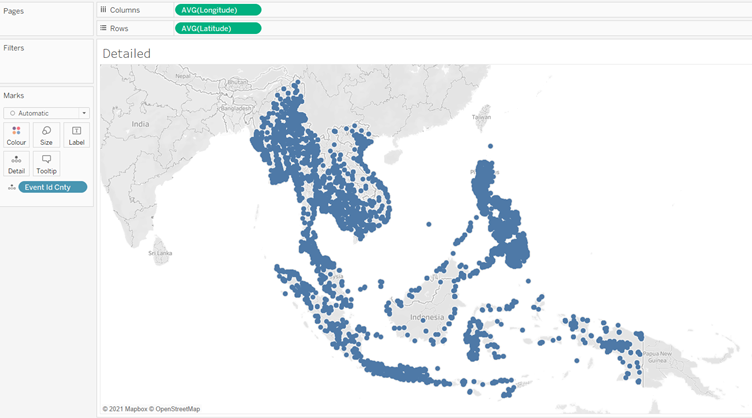 Pages
Columns
AVG(Longitude)
Rows
AVG(Latitude)
Filters
Detailed
Marks
Automatic
Colour
Size
Label
Detail
Tooltip
Event Id Cnty
Nepal
Bhutan
Bangladesh
India
Taiwan
Sri Lanka
Indonesia
Papua New
Guinea
© 2021 Mapbox © OpenStreetMap